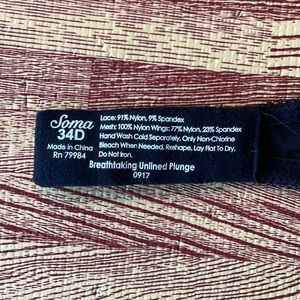 Soma
34D
Made in China
Rn 79984
Lace: 91% Nylon, 9% Spandex
Mesh: 100% Nylon Wings: 77% Nylon, 23% Spandex
Hand Wash Cold Separately, Only Non-Chlorine
Bleach When Needed, Reshape, Lay Flat To Dry,
Do Not Iron.
Breathtaking Unlined Plunge
0917